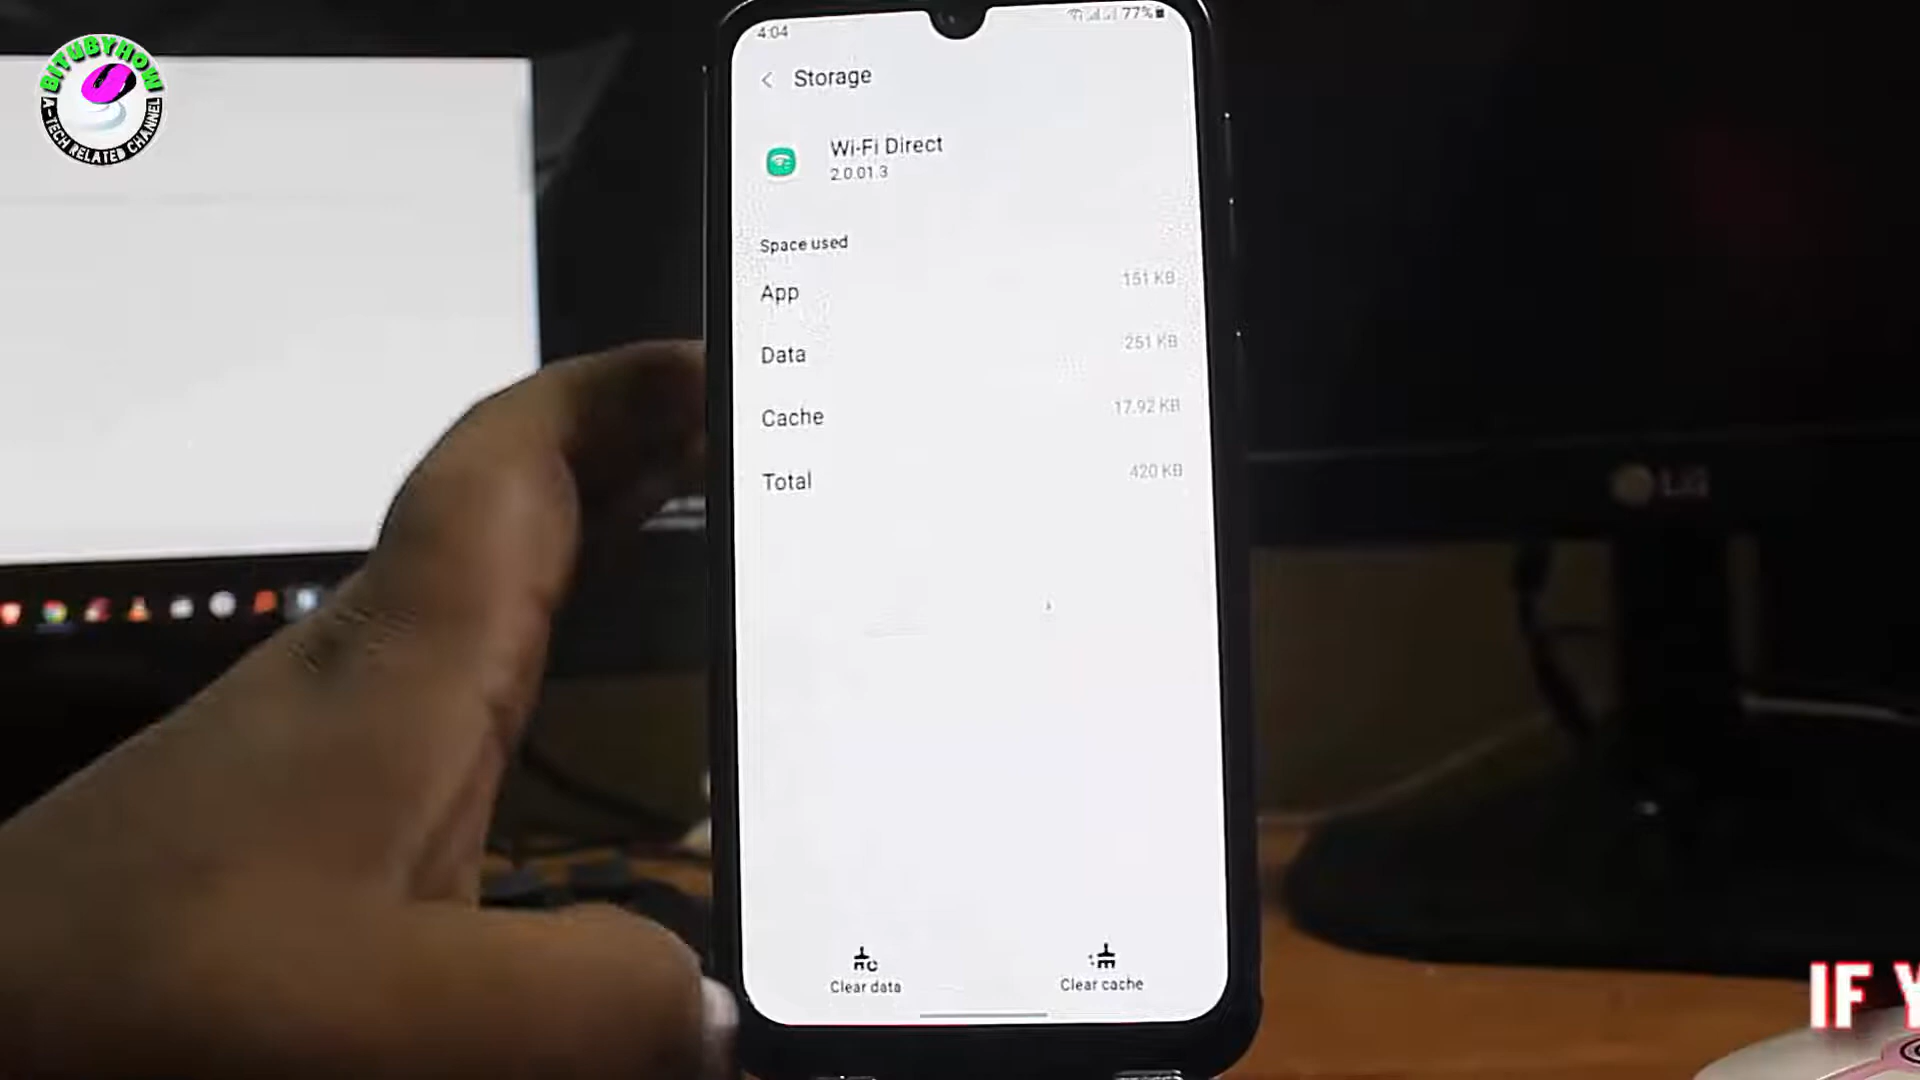 BITUBYHOW
A-TECH RELATED CHANNEL
4:04
77%
Storage
Wi-Fi Direct
2.0.01.3
Space used
App 151 KB
Data 251 KB
Cache 17.92 KB
Total 420 KB
Clear data Clear cache
LG
IF